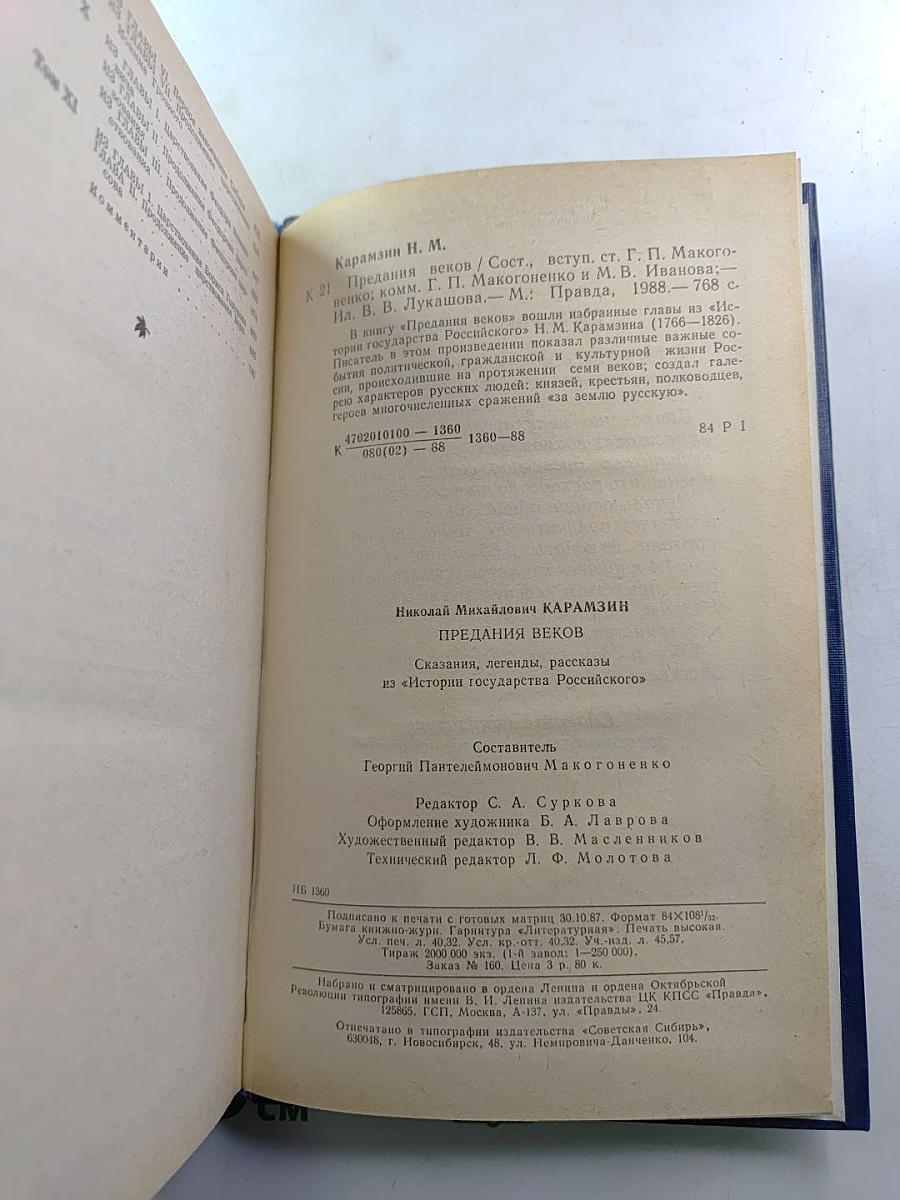 X
Том XI
Комментарии
Карамзин Н. М.
К 21 Предания веков / Сост., вступ. ст. Г. П. Макого-
ненко; комм. Г. П. Макогоненко и М. В. Иванова;—
Ил. В. В. Лукашова.— М.: Правда, 1988.— 768 с.
В книгу «Предания веков» вошли избранные главы из «Ис-
тории государства Российского» Н. М. Карамзина (1766—1826).
Писатель в этом произведении показал различные важные со-
бытия политической, гражданской и культурной жизни Рос-
сии, происходившие на протяжении семи веков; создал гале-
рею характеров русских людей: князей, крестьян, полководцев,
героев многочисленных сражений «за землю русскую».
К 4702010100 — 1360
080(02) — 88 1360—88 84 Р I
Николай Михайлович КАРАМЗИН
ПРЕДАНИЯ ВЕКОВ
Сказания, легенды, рассказы
из «Истории государства Российского»
Составитель
Георгий Пантелеймонович Макогоненко
Редактор С. А. Суркова
Оформление художника Б. А. Лаврова
Художественный редактор В. В. Масленников
Технический редактор Л. Ф. Молотова
ИБ 1360
Подписано к печати с готовых матриц 30.10.87. Формат 84×108¹/₃₂.
Бумага книжно-журн. Гарнитура «Литературная». Печать высокая.
Усл. печ. л. 40,32. Усл. кр.-отт. 40,32. Уч.-изд. л. 45,57.
Тираж 2000000 экз. (1-й завод: 1—250000).
Заказ № 160. Цена 3 р. 80 к.
Набрано и сматрицировано в ордена Ленина и ордена Октябрьской
Революции типографии имени В. И. Ленина издательства ЦК КПСС «Правда»,
125865, ГСП, Москва, А-137, ул. «Правды», 24.
Отпечатано в типографии издательства «Советская Сибирь»,
630048, г. Новосибирск, 48, ул. Немировича-Данченко, 104.
см